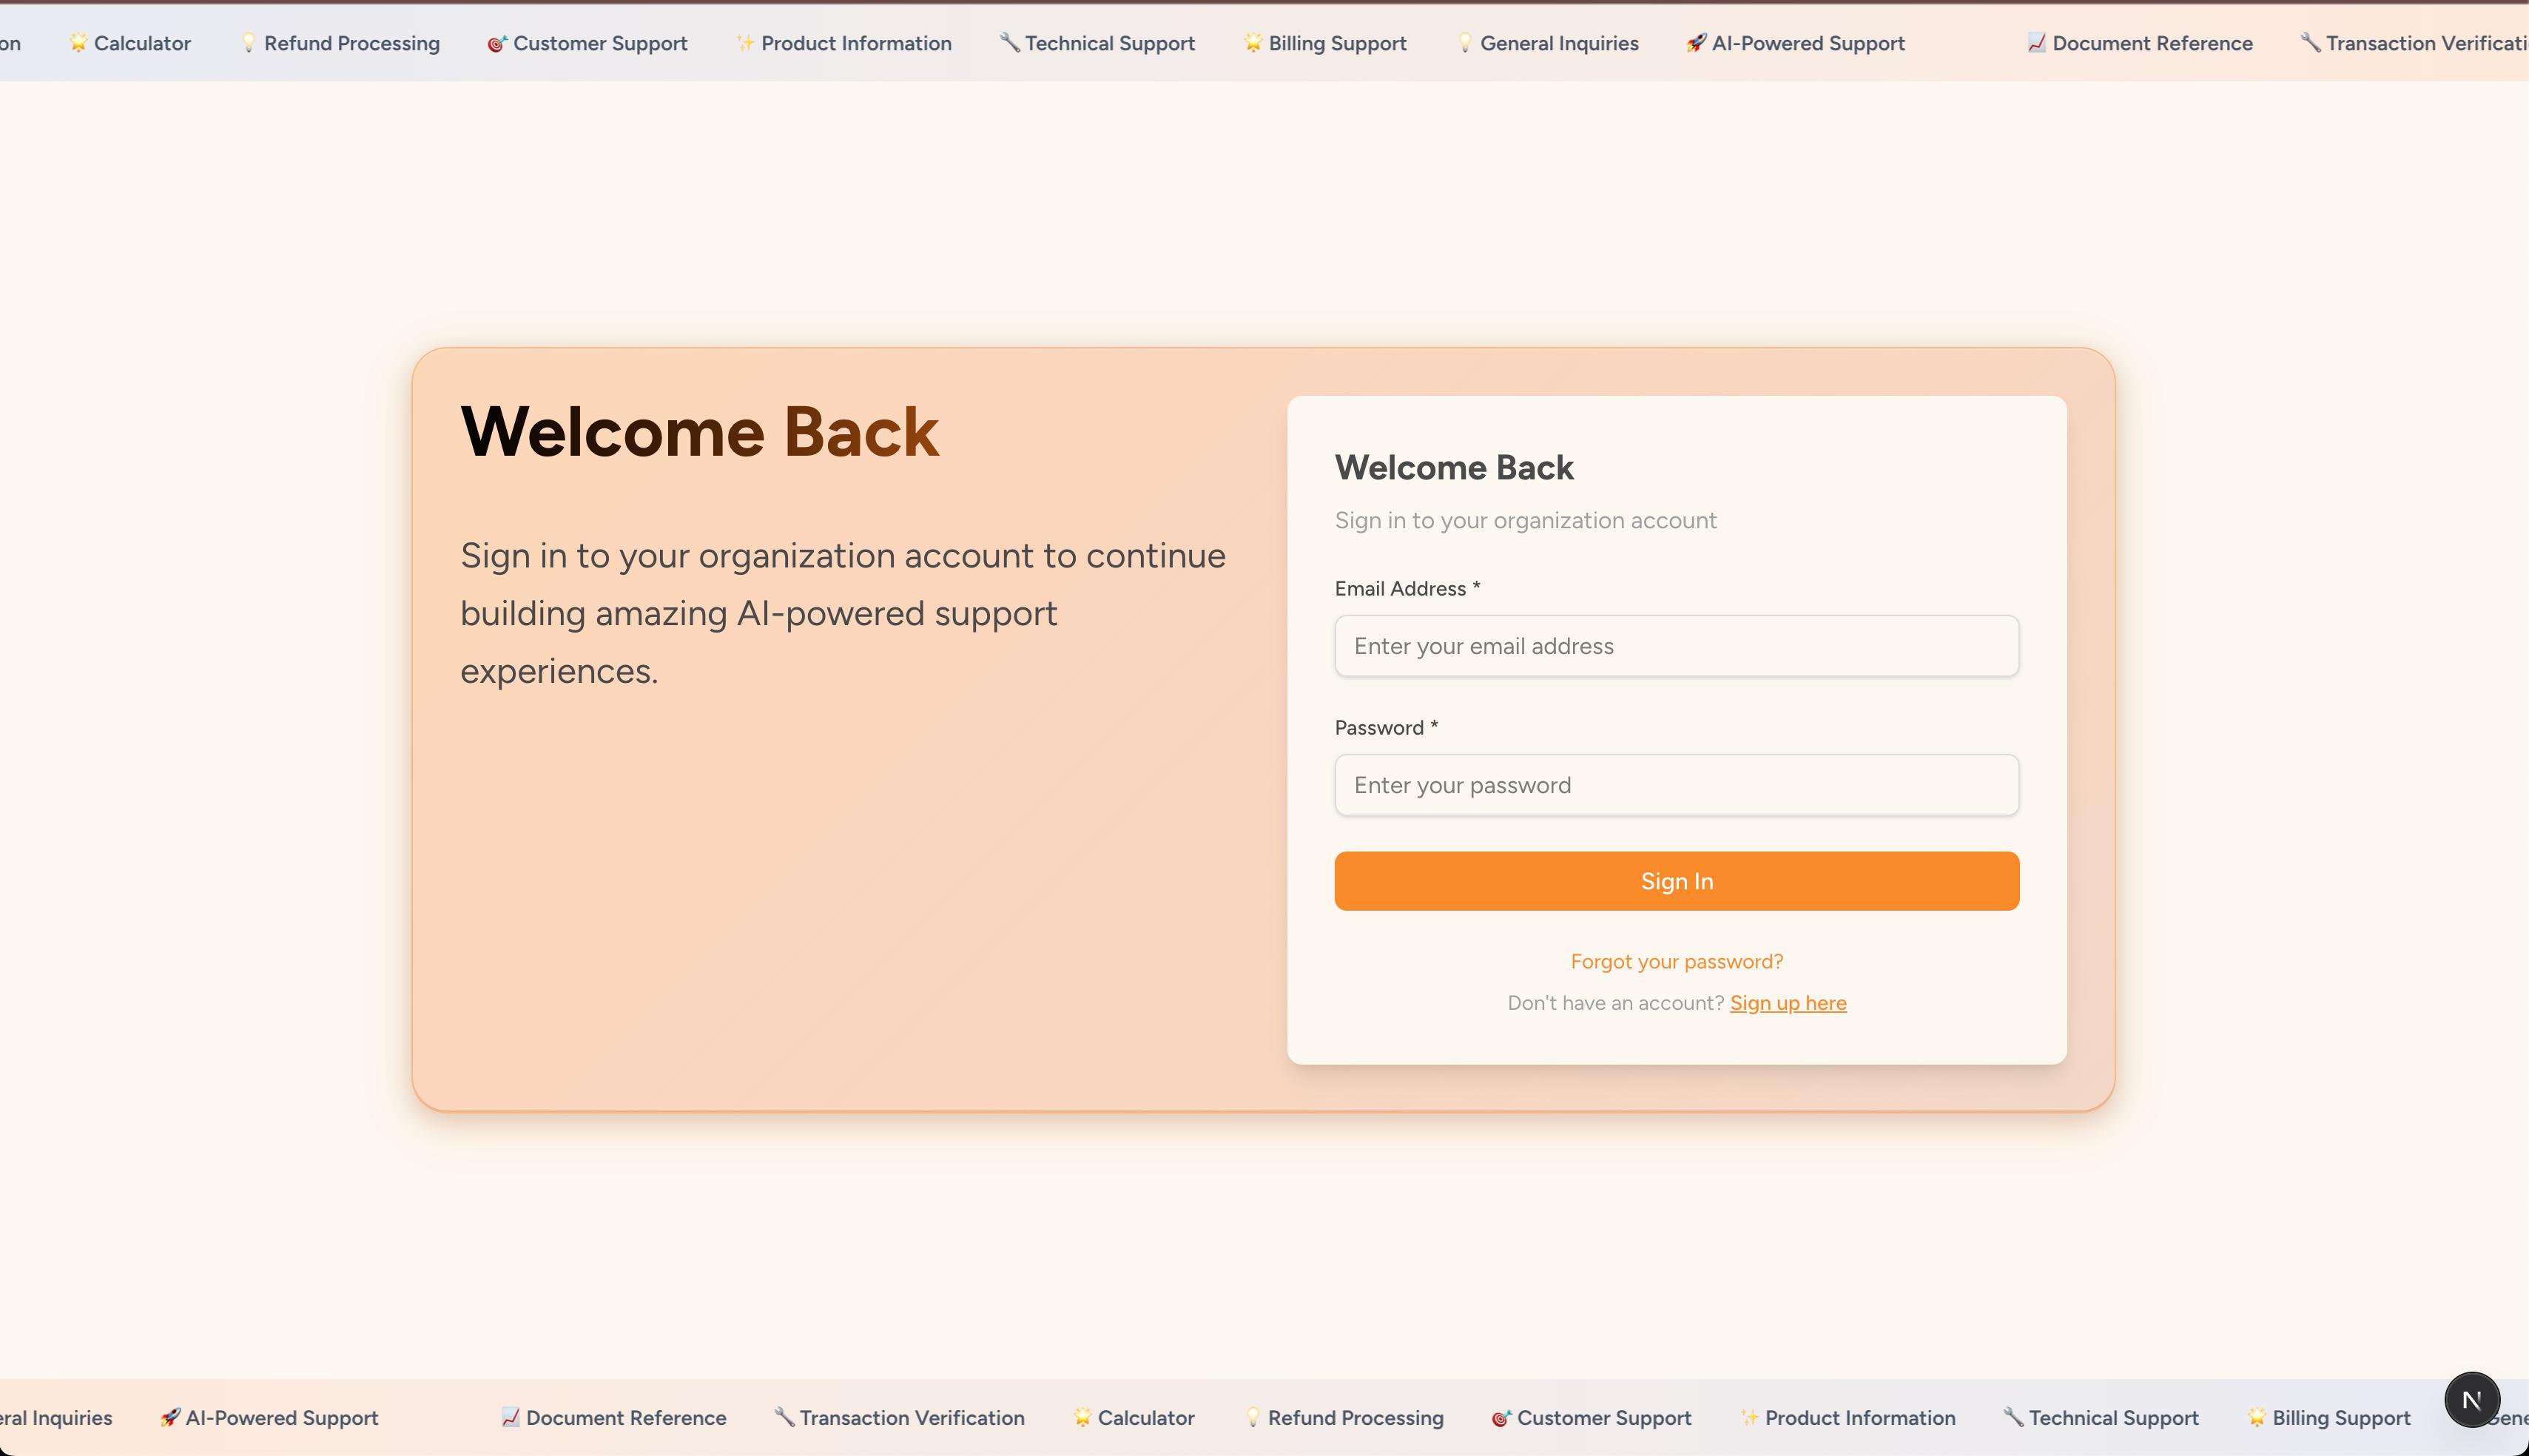 on 🌟 Calculator 💡 Refund Processing 🎯 Customer Support ✨ Product Information 🔧 Technical Support 🌟 Billing Support 💡 General Inquiries 🚀 AI-Powered Support 📈 Document Reference 🔧 Transaction Verificati
Welcome Back
Sign in to your organization account to continue
building amazing AI-powered support
experiences.
Welcome Back
Sign in to your organization account
Email Address *
Enter your email address
Password *
Enter your password
Sign In
Forgot your password?
Don't have an account? Sign up here
eral Inquiries 🚀 AI-Powered Support 📈 Document Reference 🔧 Transaction Verification 🌟 Calculator 💡 Refund Processing 🎯 Customer Support ✨ Product Information 🔧 Technical Support 🌟 Billing Support Gene
N